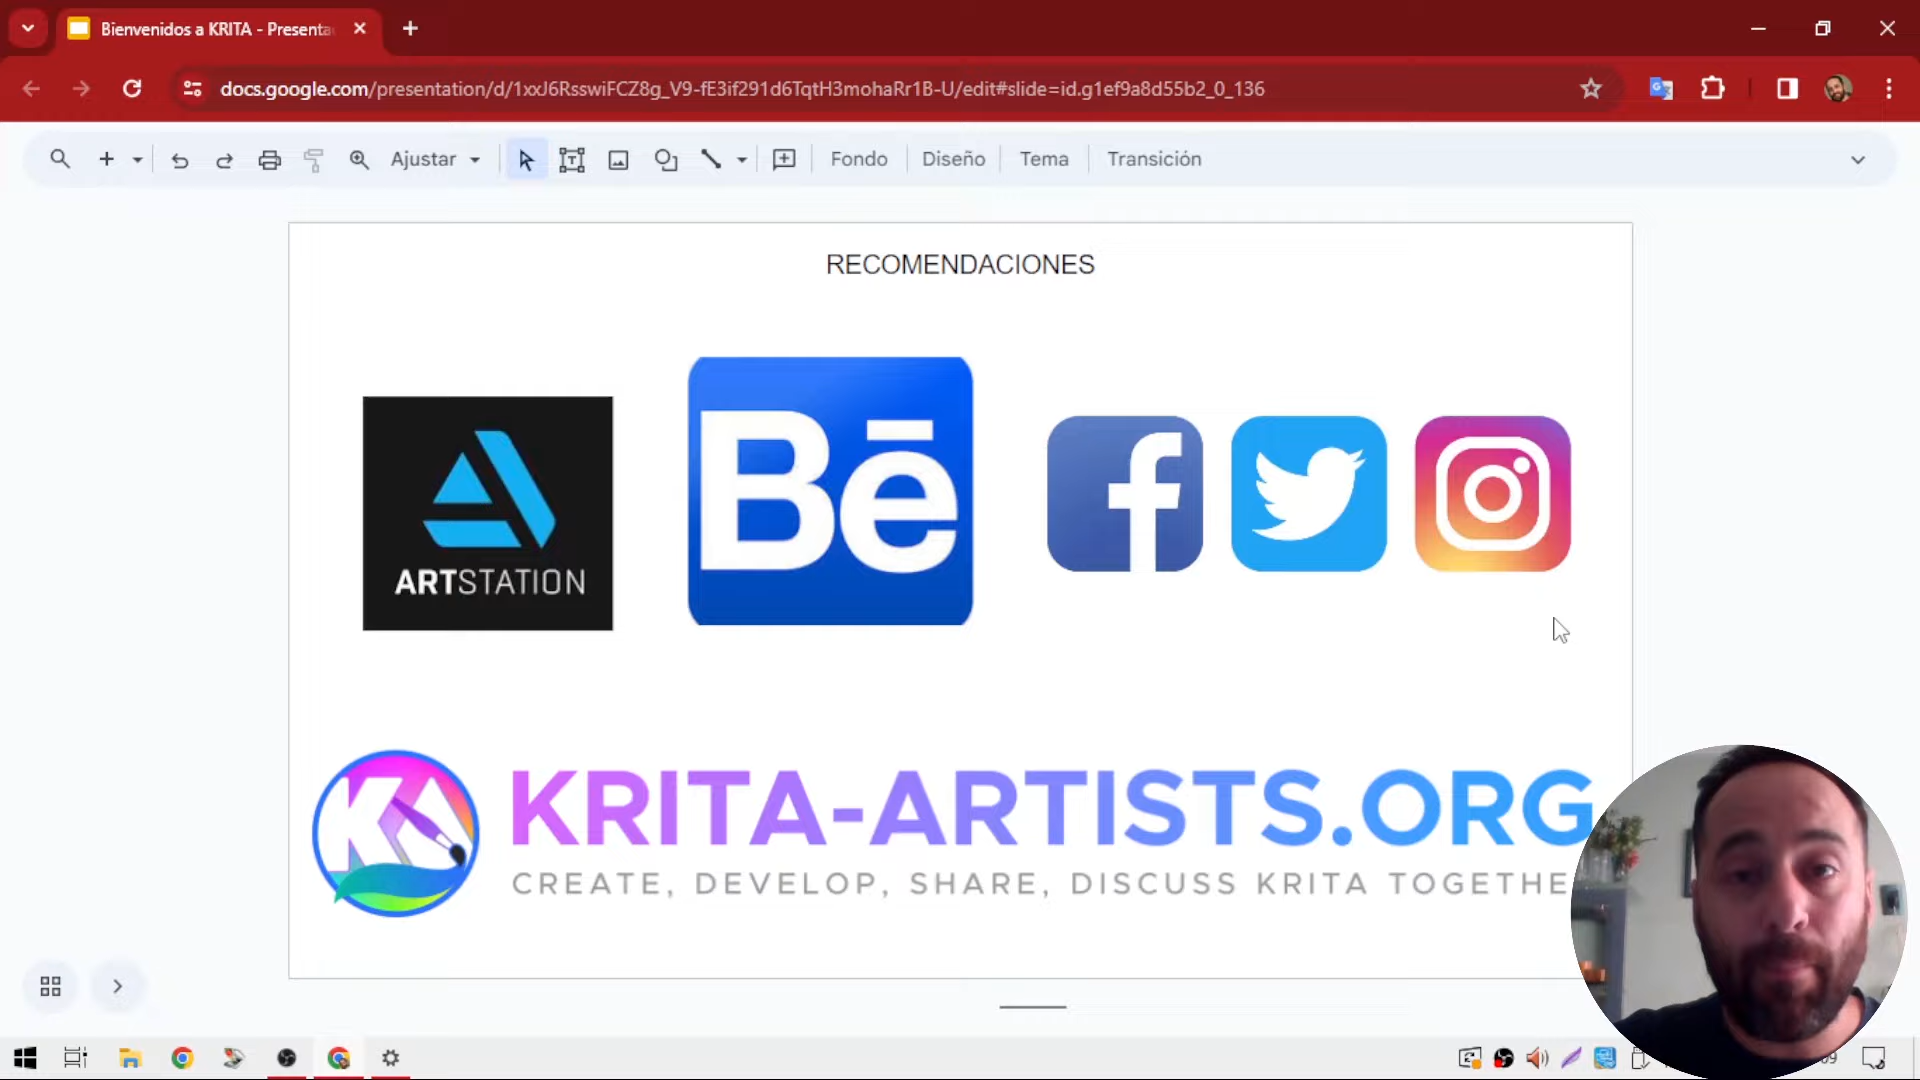 Bienvenidos a KRITA - Presenta
docs.google.com/presentation/d/1xxJ6RsswiFCZ8g_V9-fE3if291d6TqtH3mohaRr1B-U/edit#slide=id.g1ef9a8d55b2_0_136
Ajustar
Fondo
Diseño
Tema
Transición
RECOMENDACIONES
ARTSTATION
Bē
KRITA-ARTISTS.ORG
CREATE, DEVELOP, SHARE, DISCUSS KRITA TOGETHE